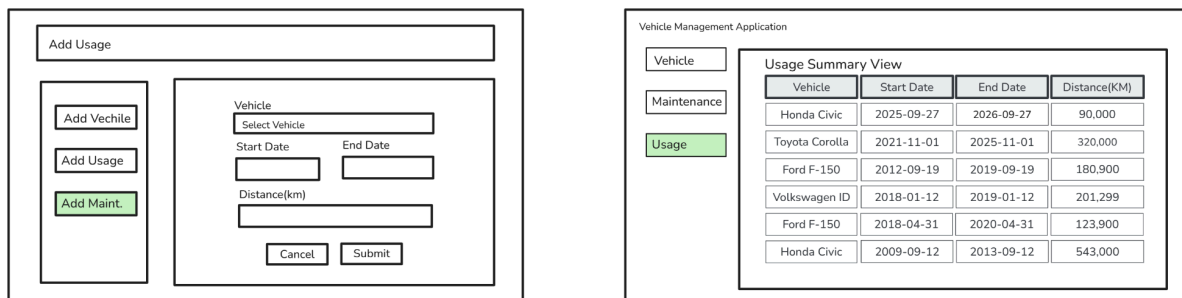 Add Usage
Add Vechile
Add Usage
Add Maint.
Vehicle
Select Vehicle
Start Date End Date
Distance(km)
Cancel Submit
Vehicle Management Application
Vehicle
Maintenance
Usage
Usage Summary View
Vehicle Start Date End Date Distance(KM)
Honda Civic 2025-09-27 2026-09-27 90,000
Toyota Corolla 2021-11-01 2025-11-01 320,000
Ford F-150 2012-09-19 2019-09-19 180,900
Volkswagen ID 2018-01-12 2019-01-12 201,299
Ford F-150 2018-04-31 2020-04-31 123,900
Honda Civic 2009-09-12 2013-09-12 543,000